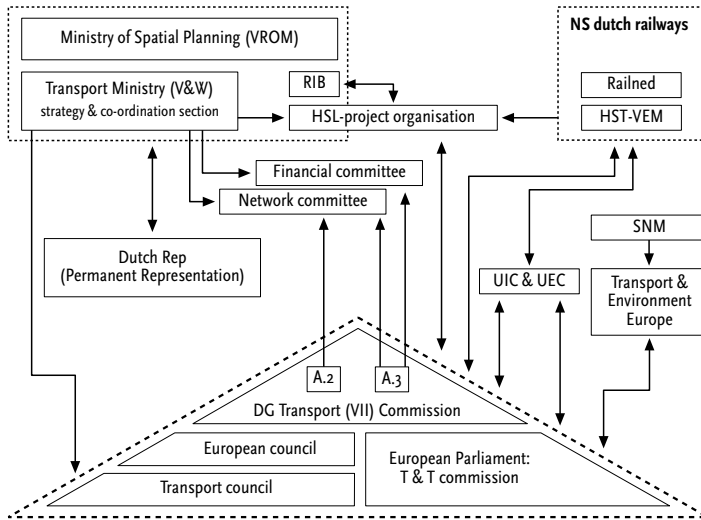 Ministry of Spatial Planning (VROM)
NS dutch railways
Transport Ministry (V&W)
strategy & co-ordination section
RIB
Railned
HSL-project organisation
HST-VEM
Financial committee
Network committee
Dutch Rep
(Permanent Representation)
SNM
UIC & UEC
Transport &
Environment
Europe
A.2
A.3
DG Transport (VII) Commission
European council
European Parliament:
T & T commission
Transport council